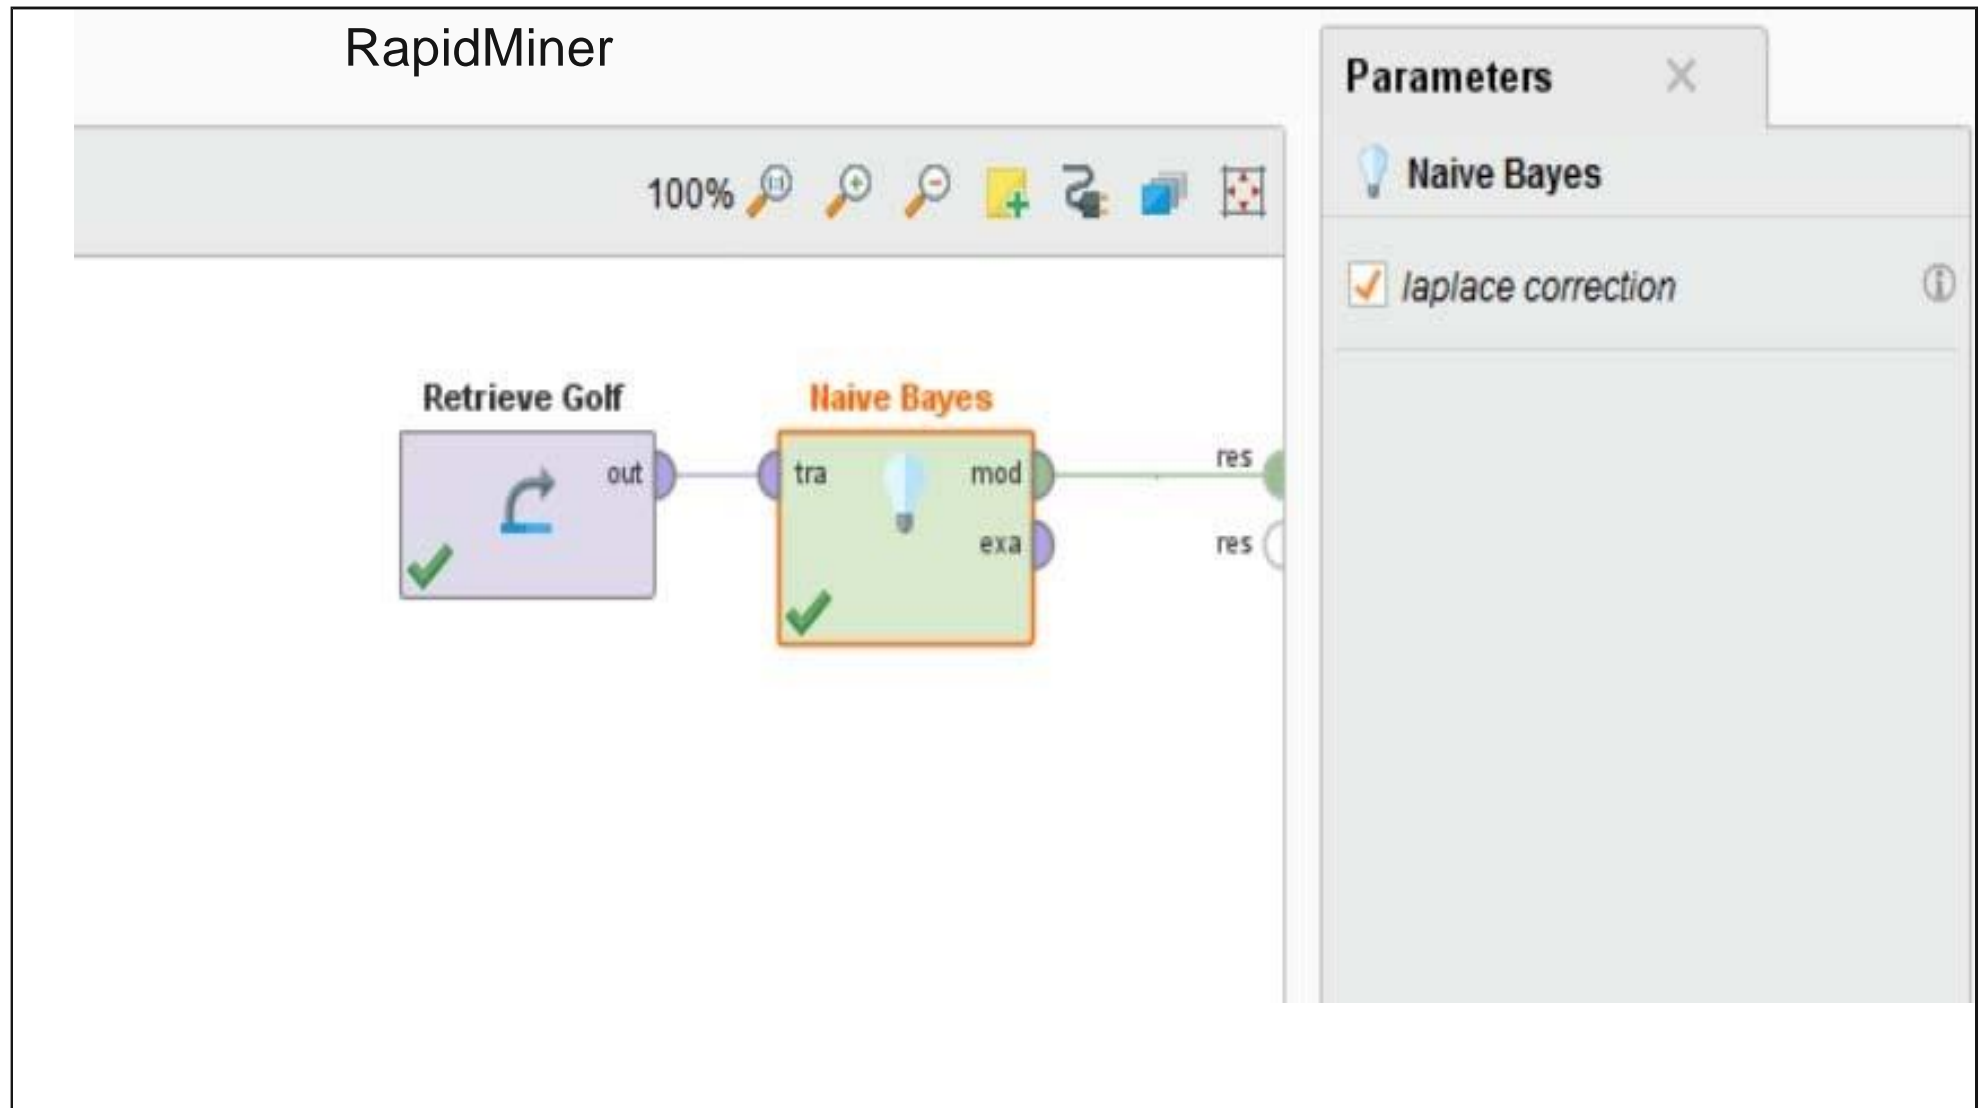 RapidMiner
Parameters
Naive Bayes
100%
laplace correction
Retrieve Golf
Naive Bayes
out
tra
mod
exa
res
res